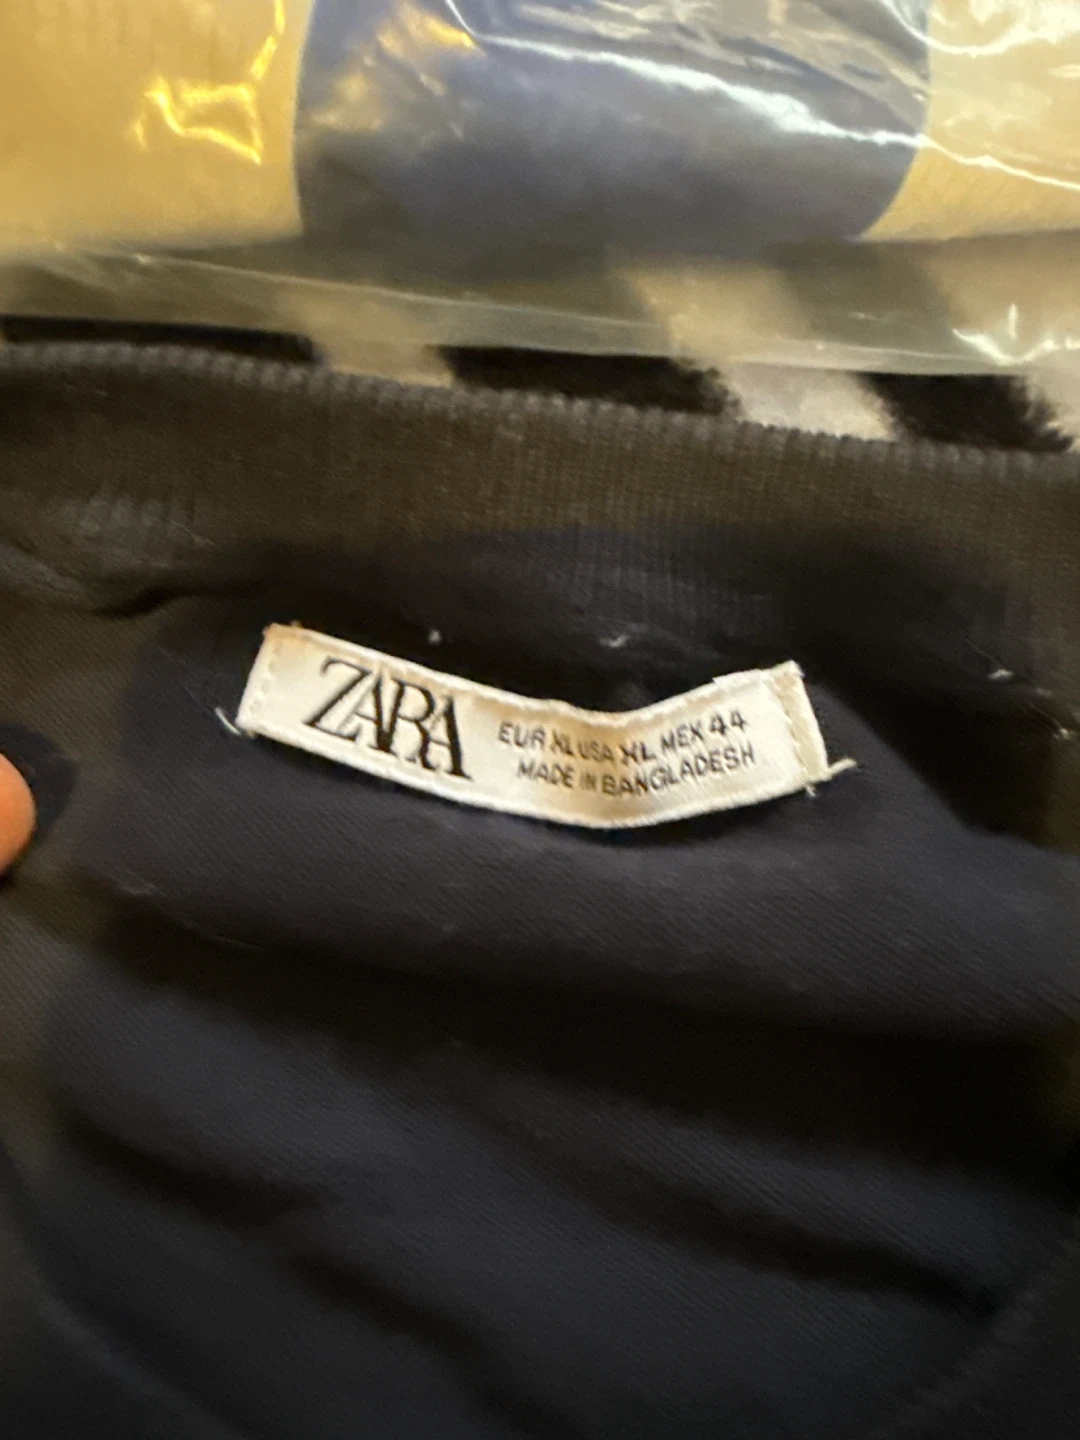 ZARA
EUR XL USA XL MEX 44
MADE IN BANGLADESH